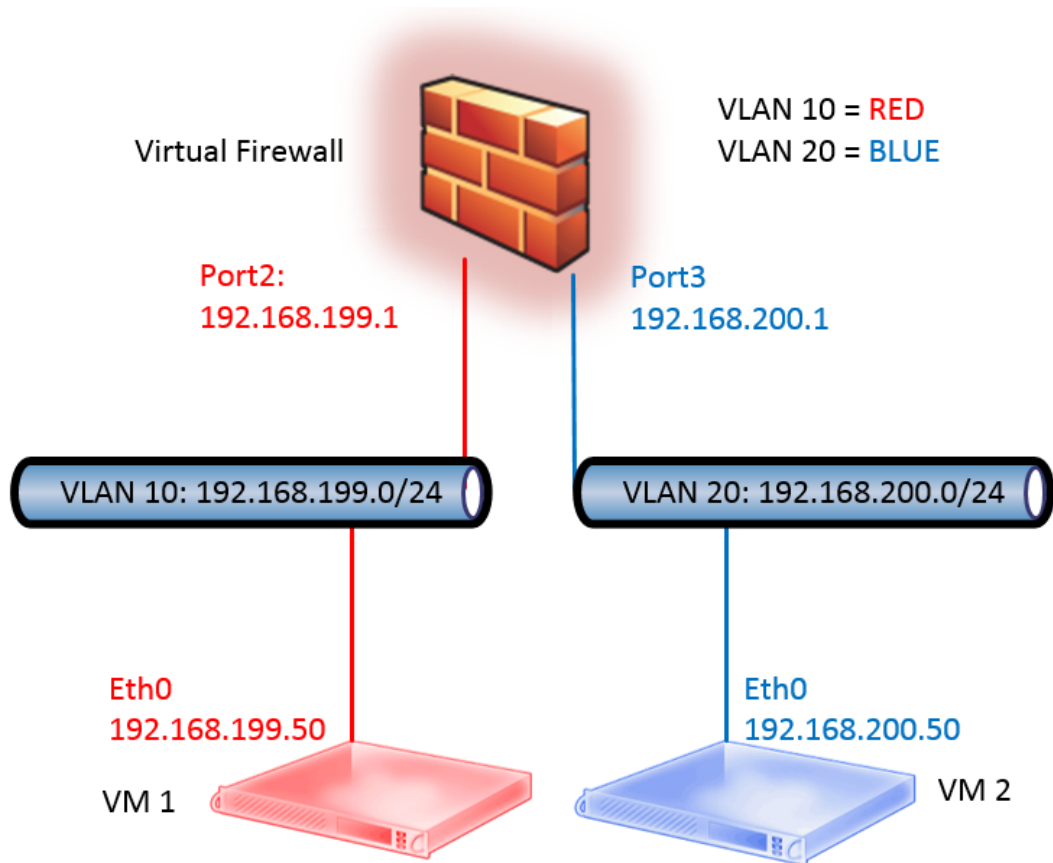 Virtual Firewall
VLAN 10 = RED
VLAN 20 = BLUE
Port2:
192.168.199.1
Port3
192.168.200.1
VLAN 10: 192.168.199.0/24
VLAN 20: 192.168.200.0/24
Eth0
192.168.199.50
Eth0
192.168.200.50
VM 1
VM 2